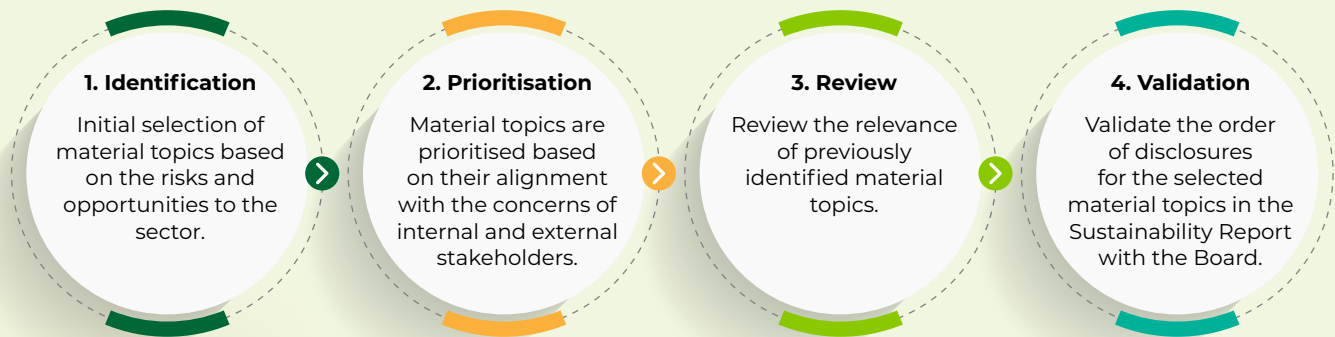 1. Identification
Initial selection of
material topics based
on the risks and
opportunities to the
sector.
2. Prioritisation
Material topics are
prioritised based
on their alignment
with the concerns of
internal and external
stakeholders.
3. Review
Review the relevance
of previously
identified material
topics.
4. Validation
Validate the order
of disclosures
for the selected
material topics in the
Sustainability Report
with the Board.